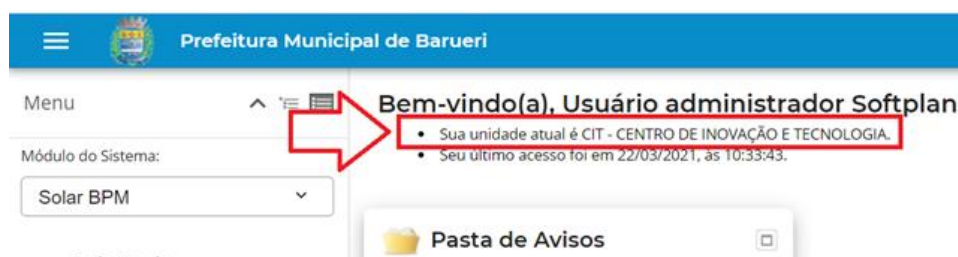 Prefeitura Municipal de Barueri
Menu
Módulo do Sistema:
Solar BPM
Bem-vindo(a), Usuário administrador Softplan
• Sua unidade atual é CIT - CENTRO DE INOVAÇÃO E TECNOLOGIA.
• Seu último acesso foi em 22/03/2021, às 10:33:43.
Pasta de Avisos